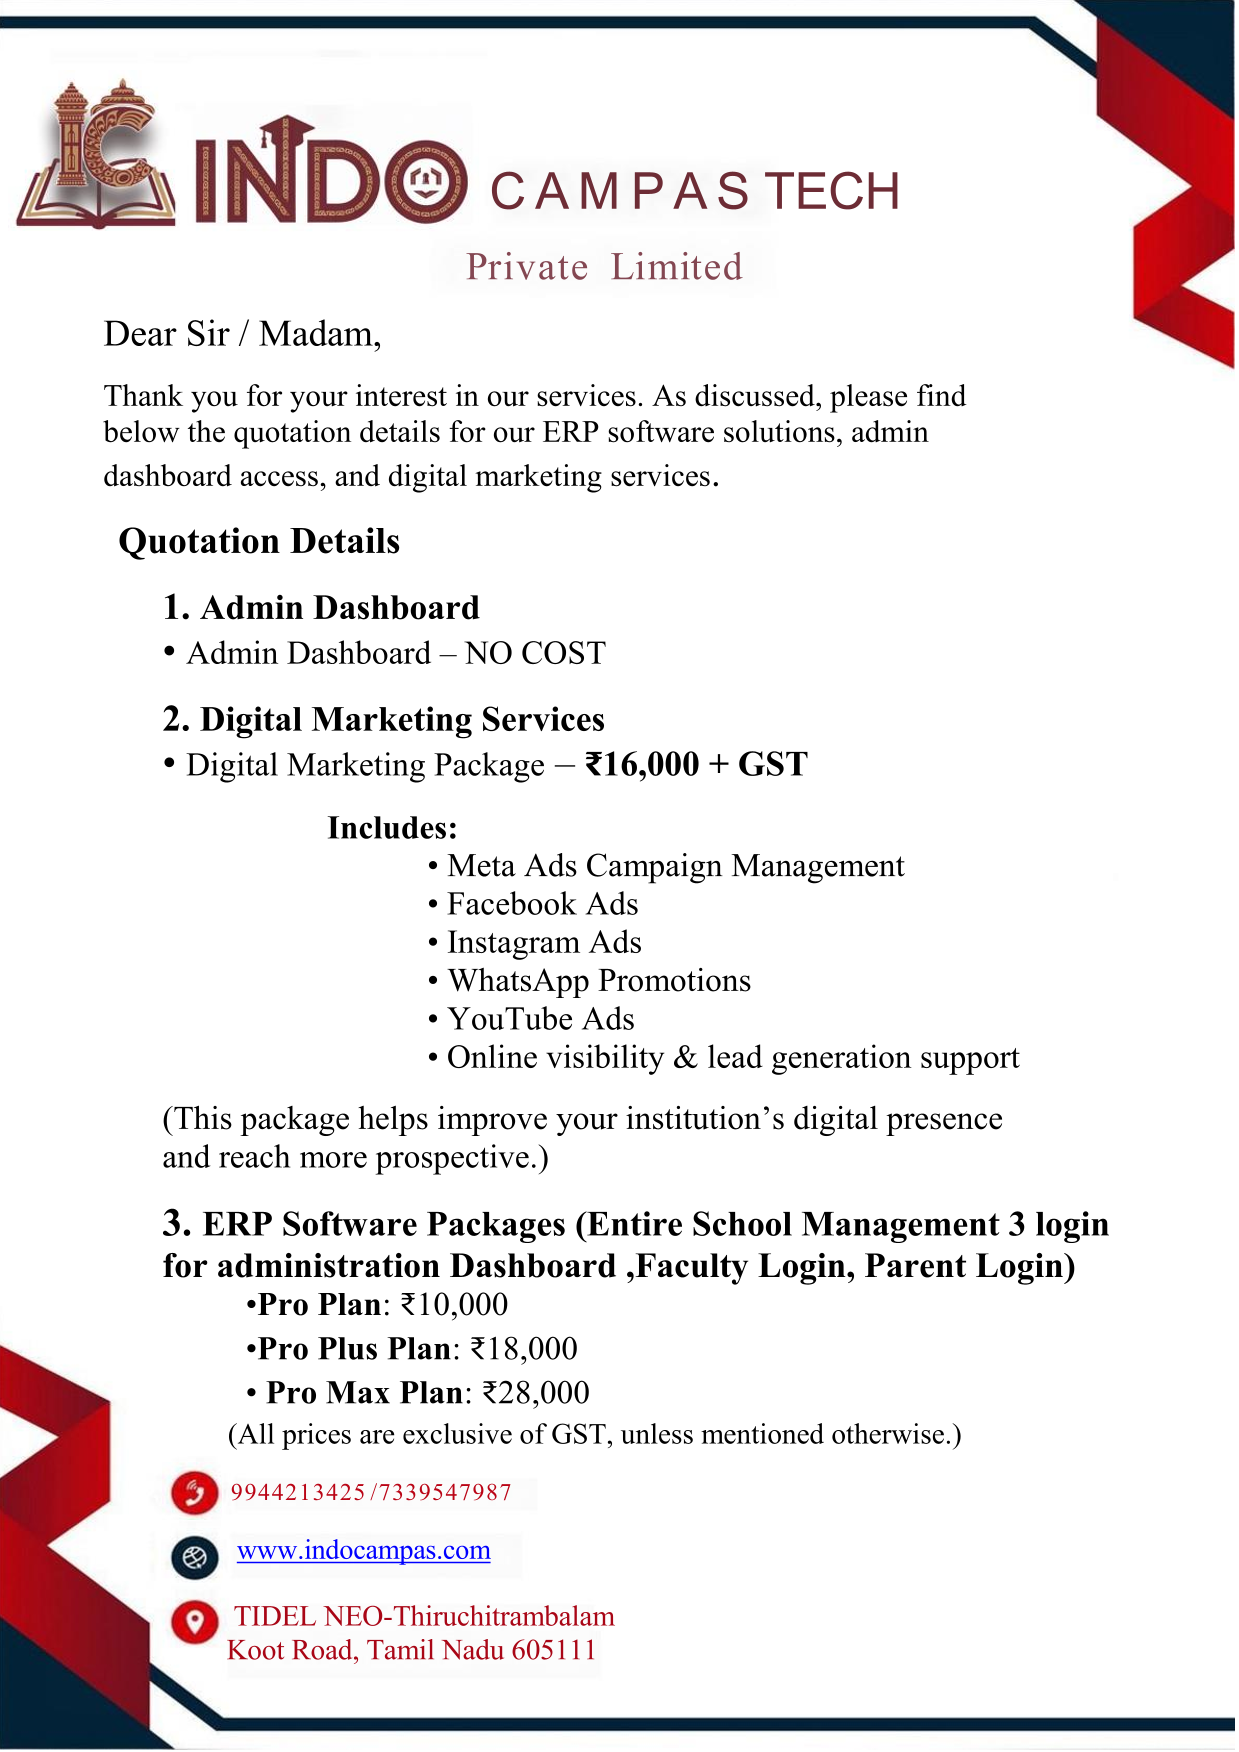 IC INDO CAMPAS TECH
Private Limited
Dear Sir / Madam,
Thank you for your interest in our services. As discussed, please find
below the quotation details for our ERP software solutions, admin
dashboard access, and digital marketing services.
Quotation Details
1. Admin Dashboard
• Admin Dashboard – NO COST
2. Digital Marketing Services
• Digital Marketing Package – ₹16,000 + GST
Includes:
• Meta Ads Campaign Management
• Facebook Ads
• Instagram Ads
• WhatsApp Promotions
• YouTube Ads
• Online visibility & lead generation support
(This package helps improve your institution’s digital presence
and reach more prospective.)
3. ERP Software Packages (Entire School Management 3 login
for administration Dashboard ,Faculty Login, Parent Login)
•Pro Plan: ₹10,000
•Pro Plus Plan: ₹18,000
• Pro Max Plan: ₹28,000
(All prices are exclusive of GST, unless mentioned otherwise.)
9944213425 /7339547987
www.indocampas.com
TIDEL NEO-Thiruchitrambalam
Koot Road, Tamil Nadu 605111